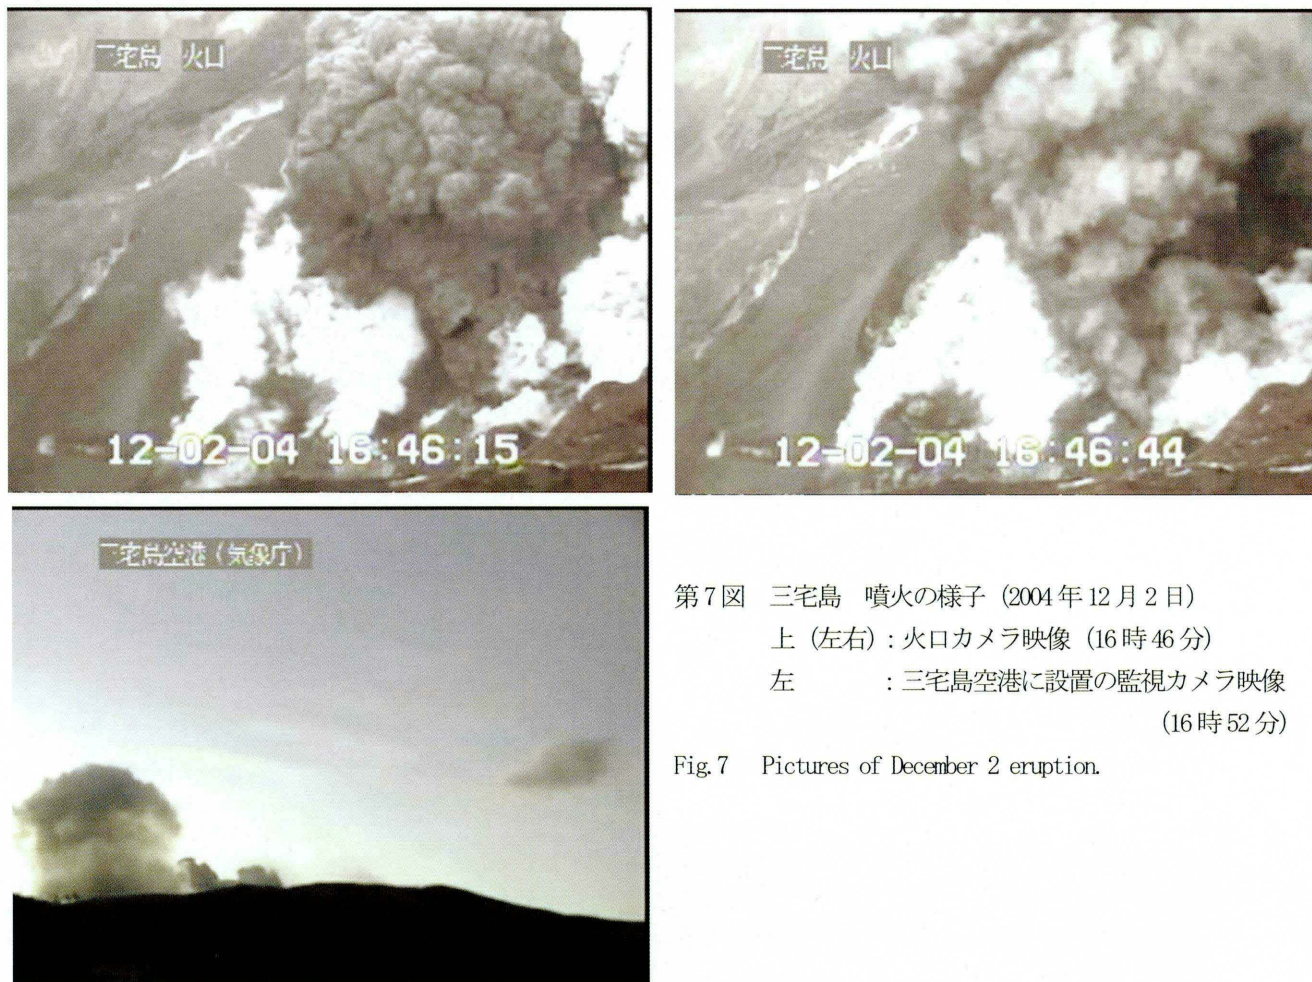 三宅島 火口
12-02-04 16:46:15
三宅島 火口
12-02-04 16:46:44
三宅島空港（気象庁）
第7図 三宅島 噴火の様子（2004年12月2日）
上（左右）：火口カメラ映像（16時46分）
左 ：三宅島空港に設置の監視カメラ映像
（16時52分）
Fig.7 Pictures of December 2 eruption.